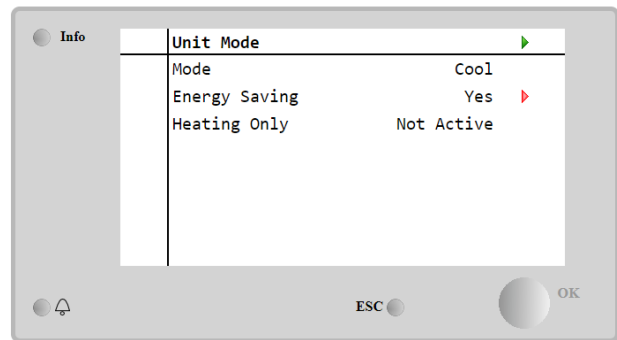 Info
Unit Mode
Mode Cool
Energy Saving Yes
Heating Only Not Active
ESC
OK